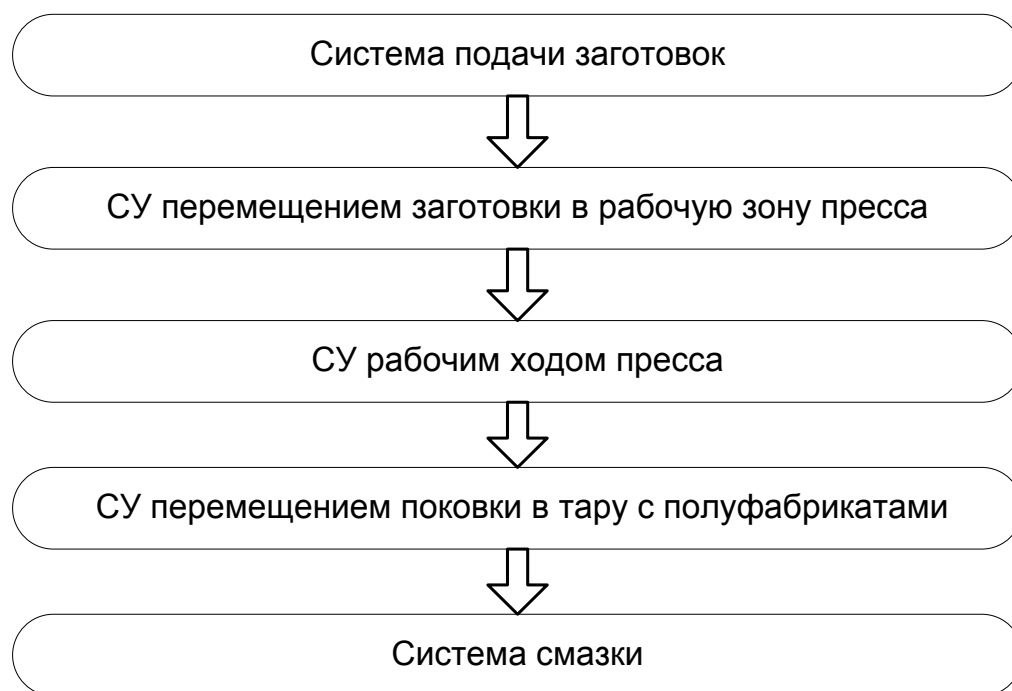 Система подачи заготовок
СУ перемещением заготовки в рабочую зону пресса
СУ рабочим ходом пресса
СУ перемещением поковки в тару с полуфабрикатами
Система смазки